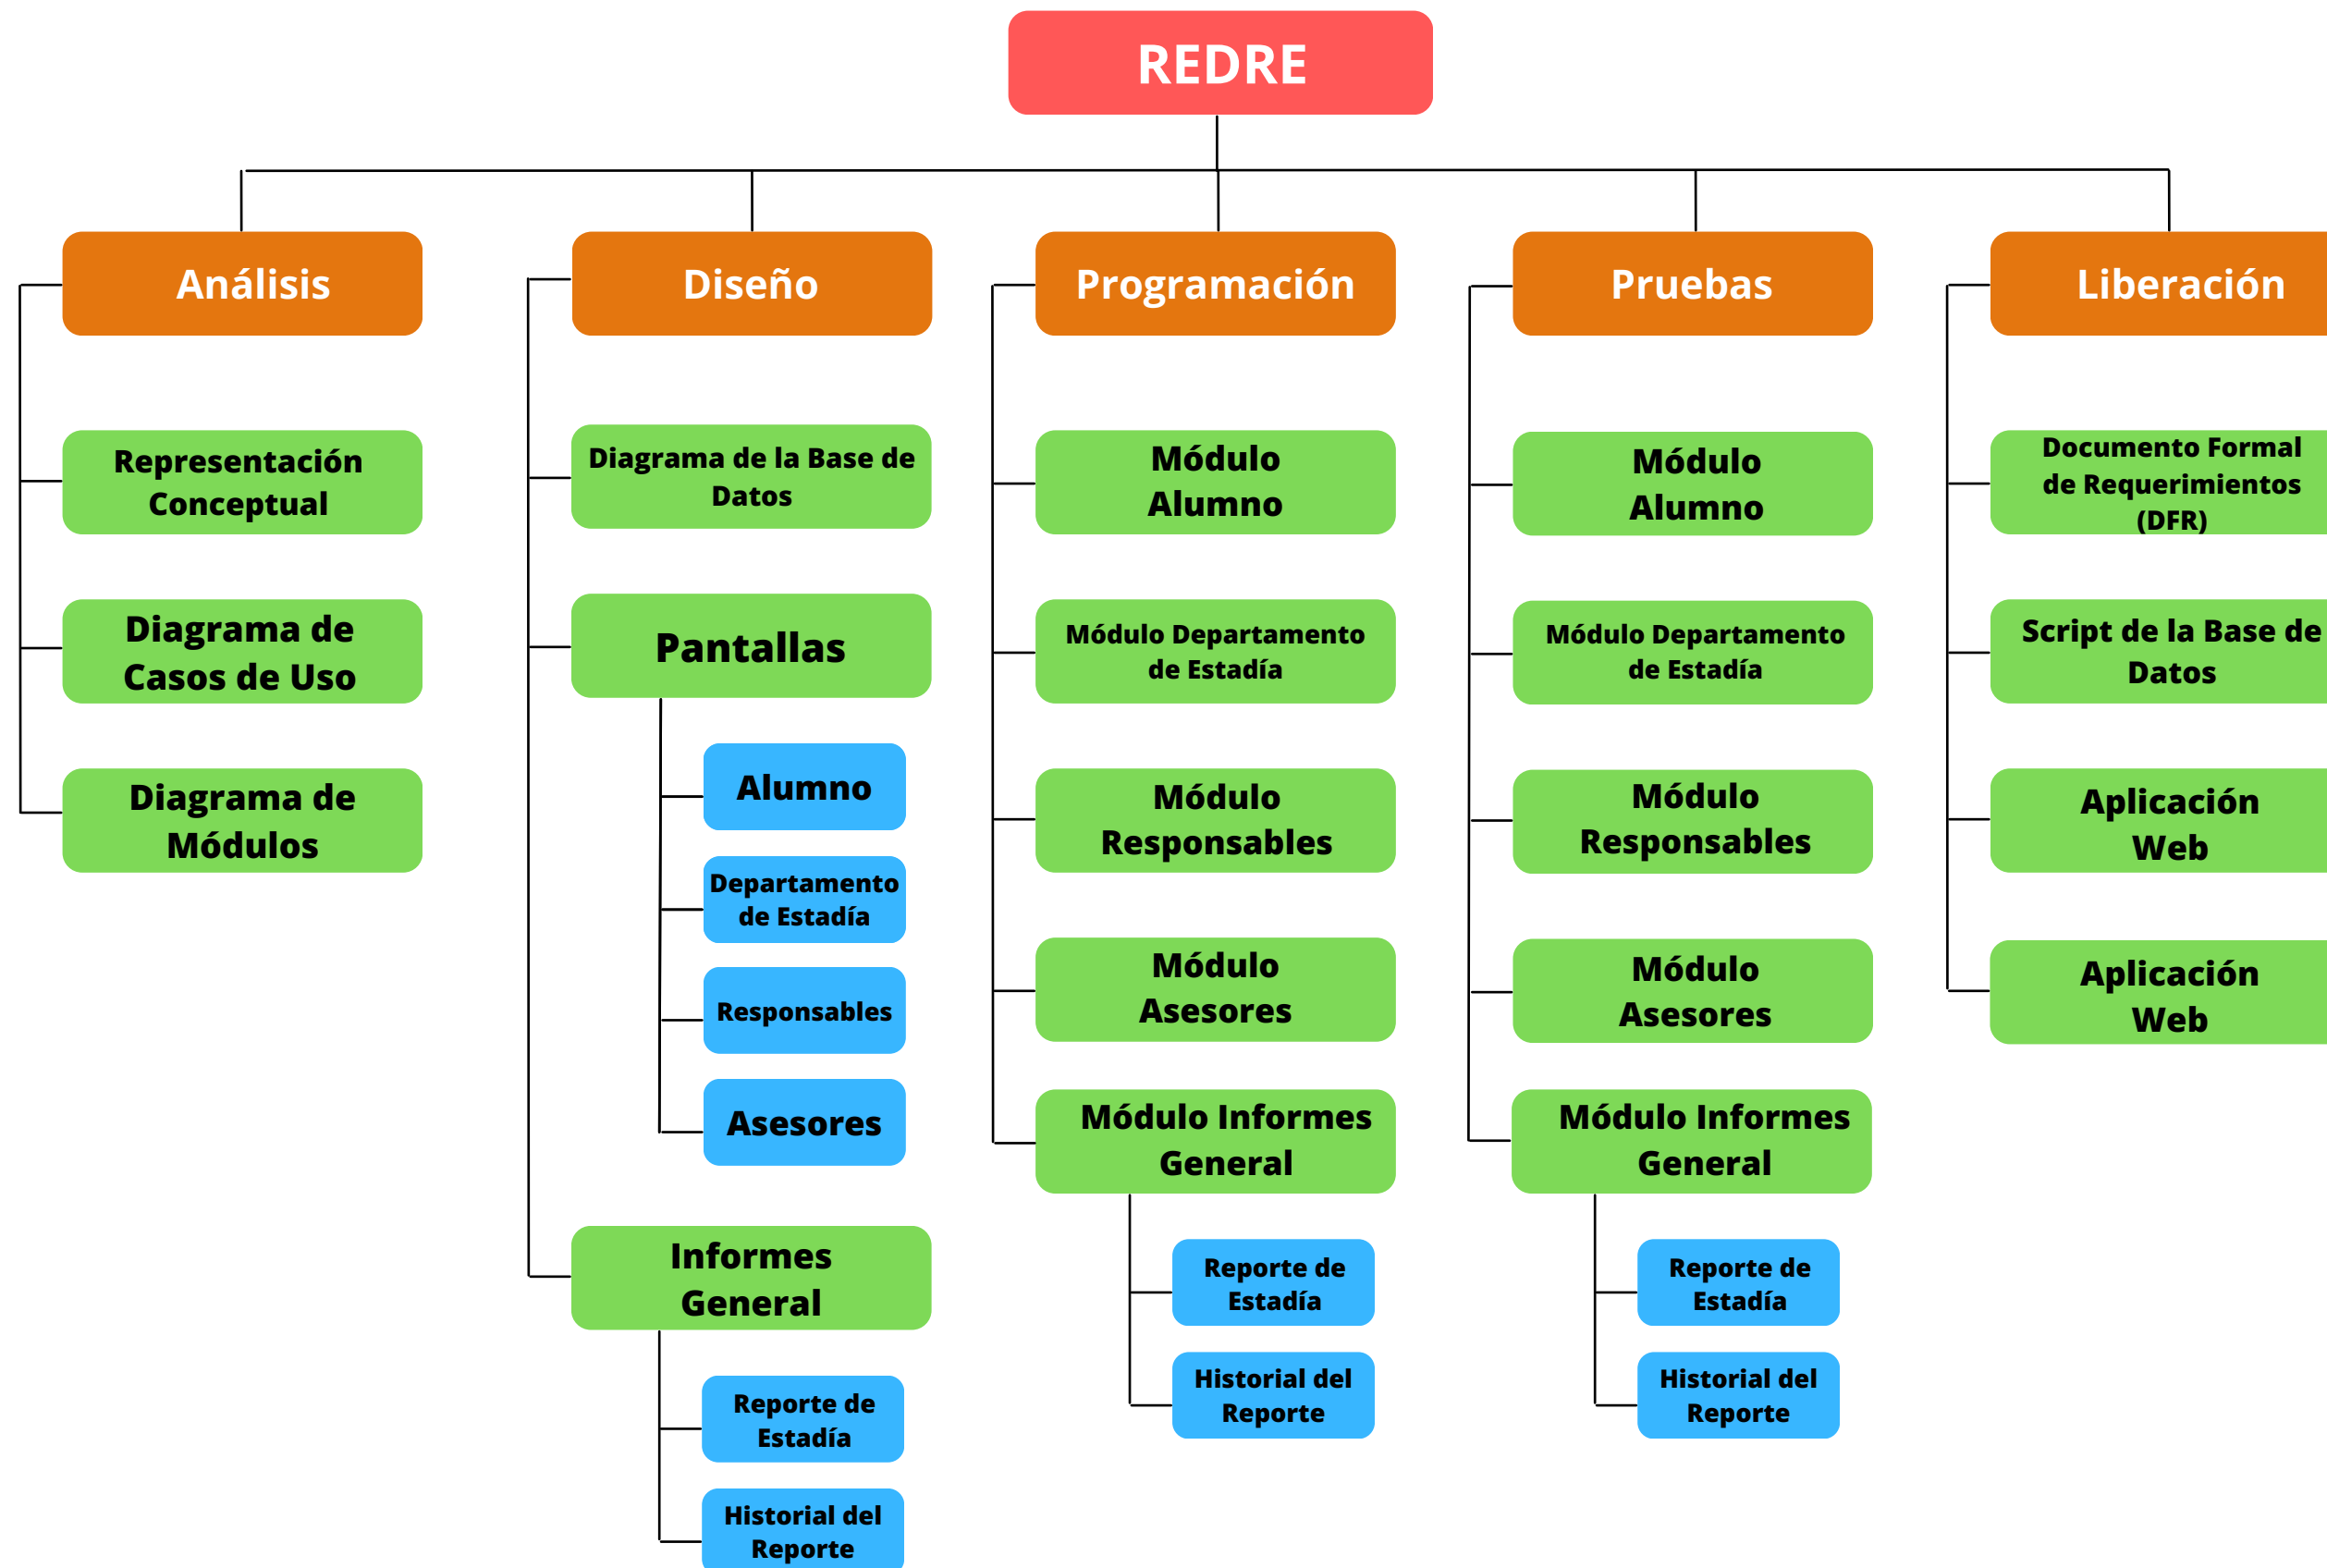 REDRE
Análisis
Representación
Conceptual
Diagrama de
Casos de Uso
Diagrama de
Módulos
Diseño
Diagrama de la Base de
Datos
Pantallas
Alumno
Departamento
de Estadía
Responsables
Asesores
Informes
General
Reporte de
Estadía
Historial del
Reporte
Programación
Módulo
Alumno
Módulo Departamento
de Estadía
Módulo
Responsables
Módulo
Asesores
Módulo Informes
General
Reporte de
Estadía
Historial del
Reporte
Pruebas
Módulo
Alumno
Módulo Departamento
de Estadía
Módulo
Responsables
Módulo
Asesores
Módulo Informes
General
Reporte de
Estadía
Historial del
Reporte
Liberación
Documento Formal
de Requerimientos
(DFR)
Script de la Base de
Datos
Aplicación
Web
Aplicación
Web